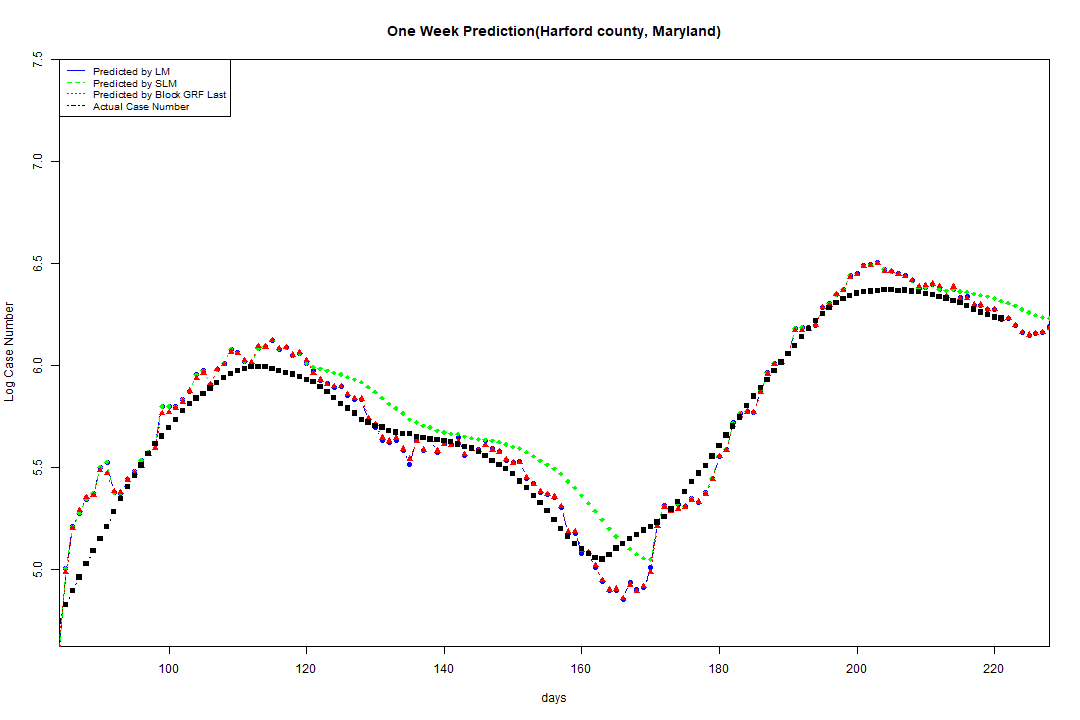 One Week Prediction(Harford county, Maryland)
Predicted by LM
Predicted by SLM
Predicted by Block GRF Last
Actual Case Number
7.5
7.0
6.5
6.0
5.5
5.0
Log Case Number
100 120 140 160 180 200 220
days